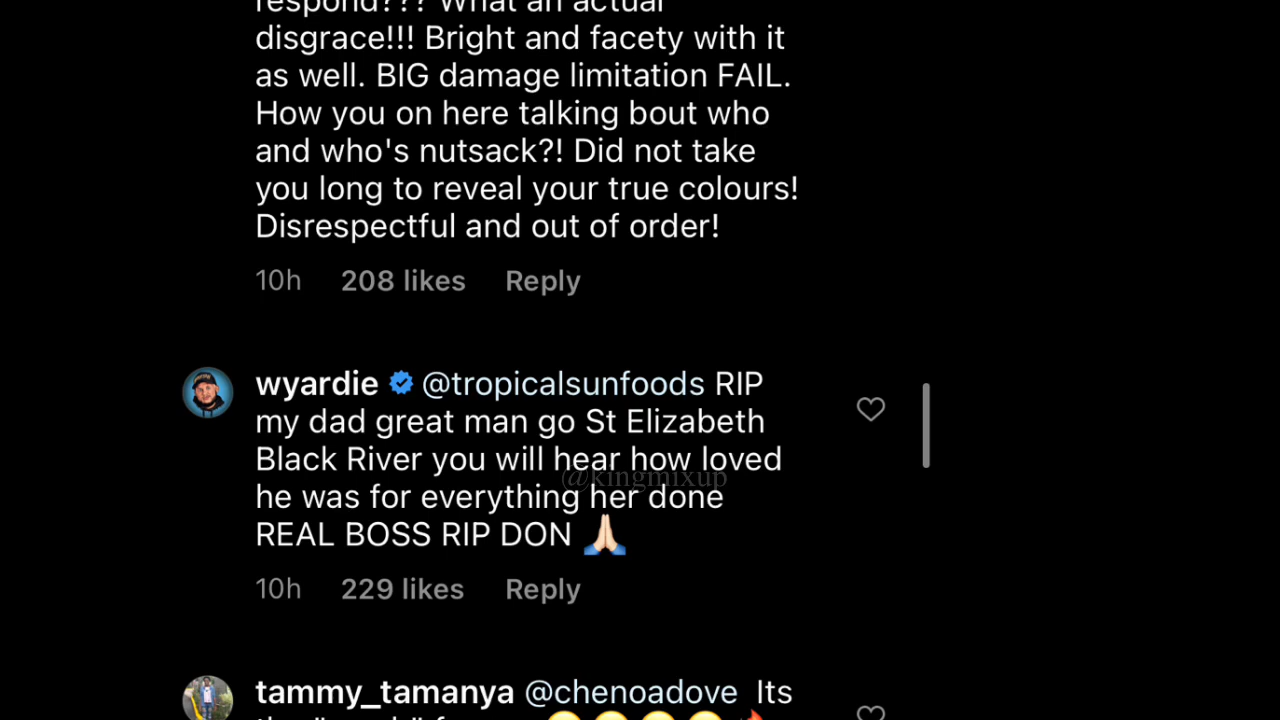 respond??? What an actual
disgrace!!! Bright and facety with it
as well. BIG damage limitation FAIL.
How you on here talking bout who
and who's nutsack?! Did not take
you long to reveal your true colours!
Disrespectful and out of order!
10h 208 likes Reply
wyardie @tropicalsunfoods RIP
my dad great man go St Elizabeth
Black River you will hear how loved
@kingmixup
he was for everything her done
REAL BOSS RIP DON 🙏🏻
10h 229 likes Reply
tammy_tamanya @chenoadove Its